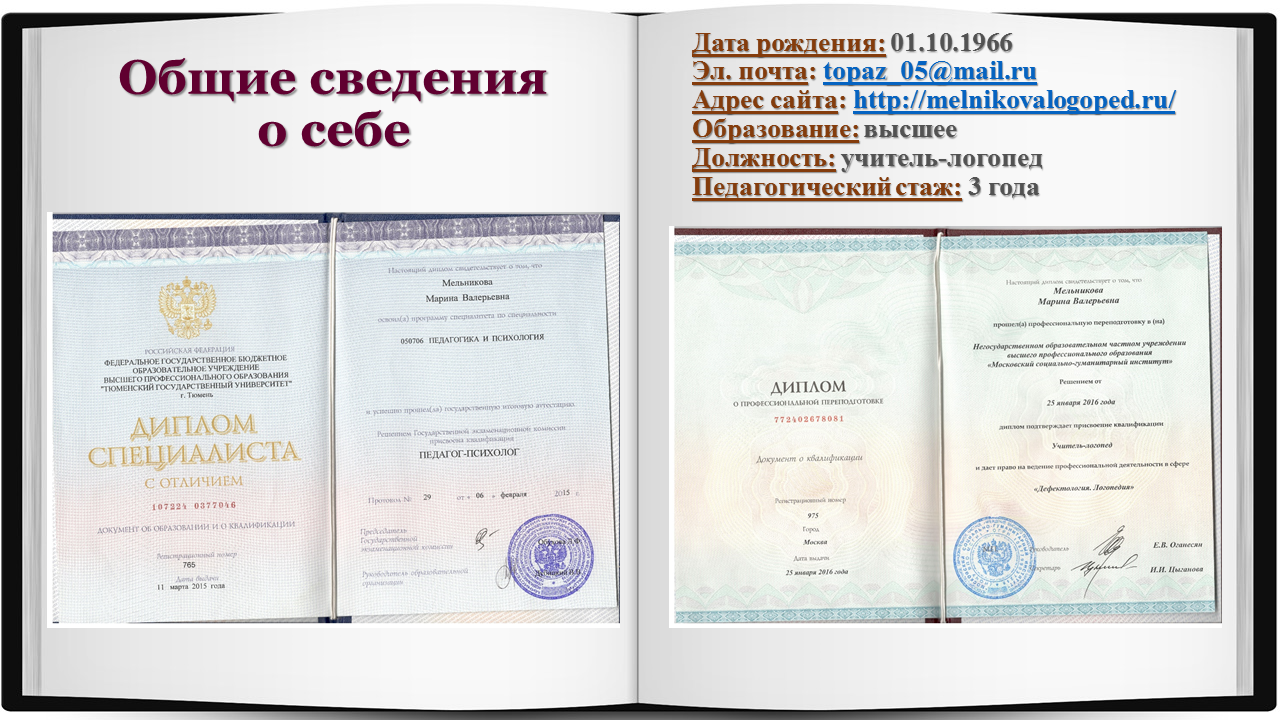 Общие сведения
о себе
Дата рождения: 01.10.1966
Эл. почта: topaz_05@mail.ru
Адрес сайта: http://melnikovalogoped.ru/
Образование: высшее
Должность: учитель-логопед
Педагогический стаж: 3 года
РОССИЙСКАЯ ФЕДЕРАЦИЯ
ФЕДЕРАЛЬНОЕ ГОСУДАРСТВЕННОЕ БЮДЖЕТНОЕ
ОБРАЗОВАТЕЛЬНОЕ УЧРЕЖДЕНИЕ
ВЫСШЕГО ПРОФЕССИОНАЛЬНОГО ОБРАЗОВАНИЯ
"ТЮМЕНСКИЙ ГОСУДАРСТВЕННЫЙ УНИВЕРСИТЕТ"
г. Тюмень
ДИПЛОМ
СПЕЦИАЛИСТА
С ОТЛИЧИЕМ
107224 0377046
ДОКУМЕНТ ОБ ОБРАЗОВАНИИ И О КВАЛИФИКАЦИИ
Регистрационный номер
765
Дата выдачи
11 марта 2015 года
Настоящий диплом свидетельствует о том, что
Мельникова
Марина Валерьевна
освоил(а) программу специалитета по специальности
050706 ПЕДАГОГИКА И ПСИХОЛОГИЯ
и успешно прошел(ла) государственную итоговую аттестацию
Решением Государственной экзаменационной комиссии
присвоена квалификация
ПЕДАГОГ-ПСИХОЛОГ
Протокол № 29 от « 06 » февраля 2015 г.
Председатель
Государственной
экзаменационной комиссии
Руководитель образовательной
организации
ДИПЛОМ
О ПРОФЕССИОНАЛЬНОЙ ПЕРЕПОДГОТОВКЕ
772402678081
Документ о квалификации
Регистрационный номер
975
Город
Москва
Дата выдачи
25 января 2016 года
Настоящий диплом свидетельствует о том, что
Мельникова
Марина Валерьевна
прошел(а) профессиональную переподготовку в (на)
Негосударственном образовательном частном учреждении
высшего профессионального образования
«Московский социально-гуманитарный институт»
Решением от
25 января 2016 года
диплом подтверждает присвоение квалификации
Учитель-логопед
и дает право на ведение профессиональной деятельности в сфере
«Дефектология. Логопедия»
Руководитель
Е.В. Оганесян
Секретарь
И.И. Цыганова